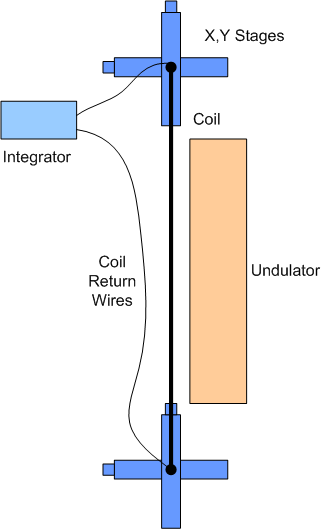 X,Y Stages
Coil
Integrator
Coil
Return
Wires
Undulator